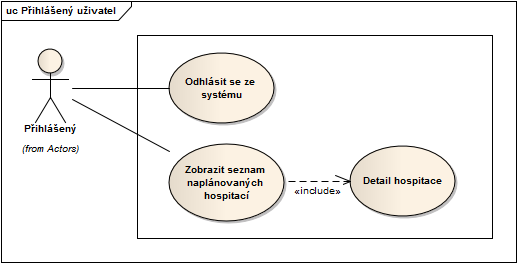 uc Přihlášený uživatel
Odhlásit se ze
systému
Přihlášený
(from Actors)
Zobrazit seznam
naplánovaných
hospitací
«include»
Detail hospitace